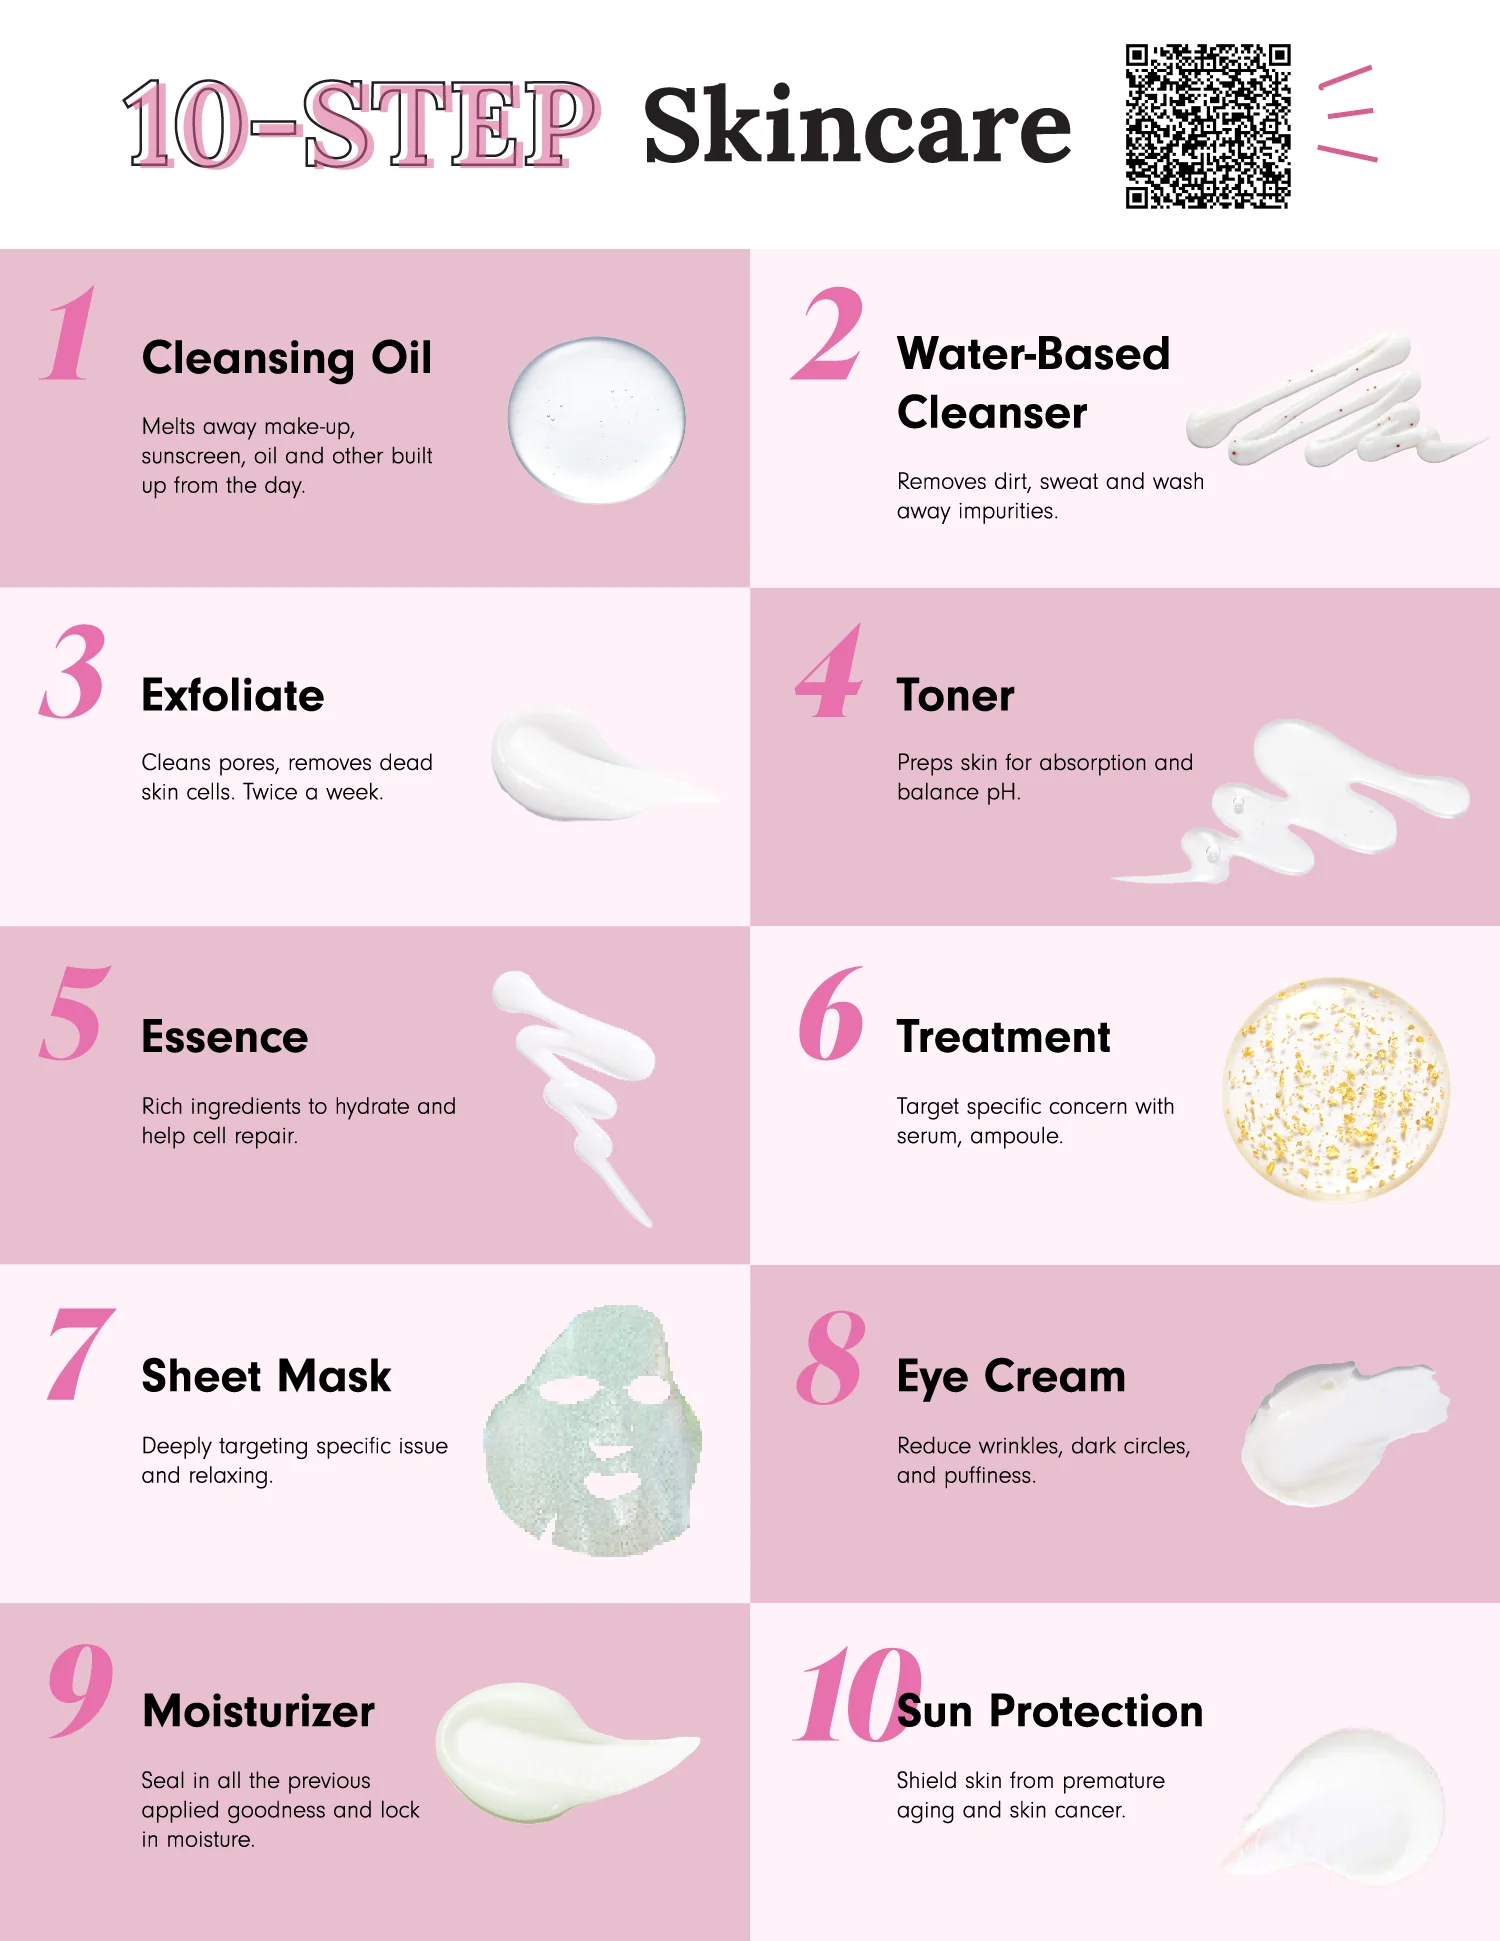 10-STEP Skincare
1
Cleansing Oil
Melts away make-up,
sunscreen, oil and other built
up from the day.
2
Water-Based
Cleanser
Removes dirt, sweat and wash
away impurities.
3
Exfoliate
Cleans pores, removes dead
skin cells. Twice a week.
4
Toner
Preps skin for absorption and
balance pH.
5
Essence
Rich ingredients to hydrate and
help cell repair.
6
Treatment
Target specific concern with
serum, ampoule.
7
Sheet Mask
Deeply targeting specific issue
and relaxing.
8
Eye Cream
Reduce wrinkles, dark circles,
and puffiness.
9
Moisturizer
Seal in all the previous
applied goodness and lock
in moisture.
10
Sun Protection
Shield skin from premature
aging and skin cancer.